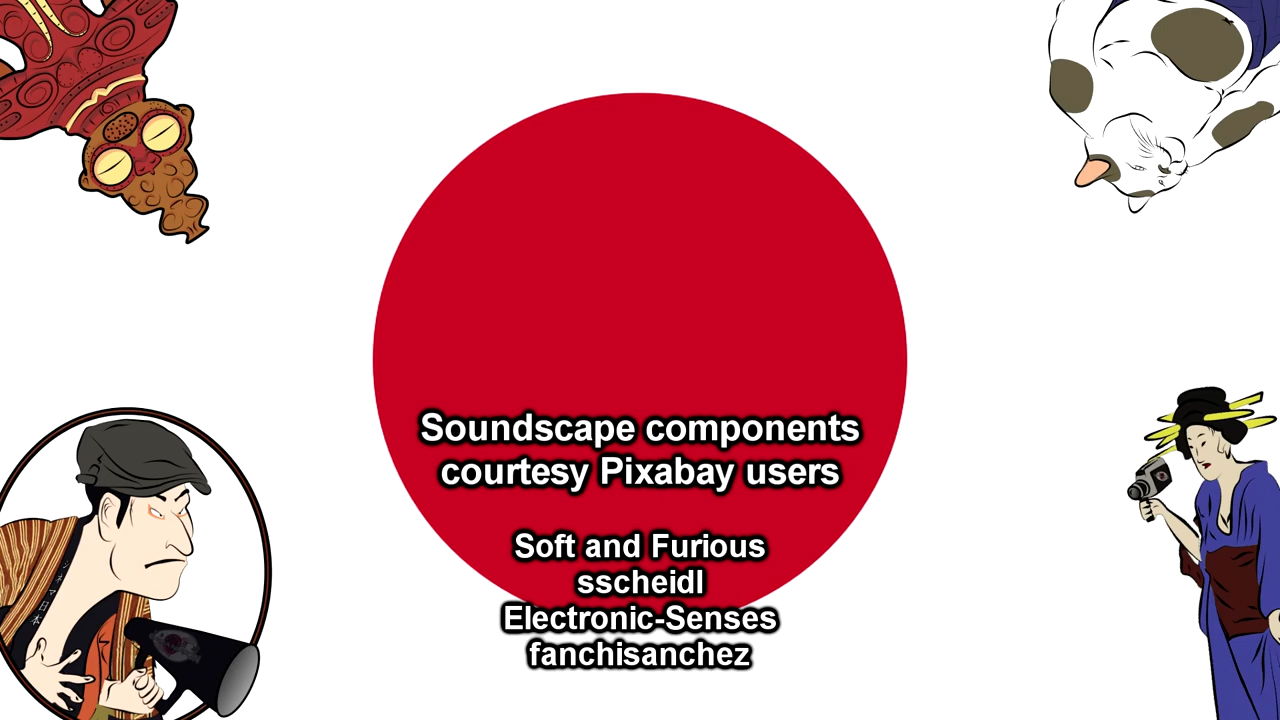 Soundscape components
courtesy Pixabay users
Soft and Furious
sscheidl
Electronic-Senses
fanchisanchez